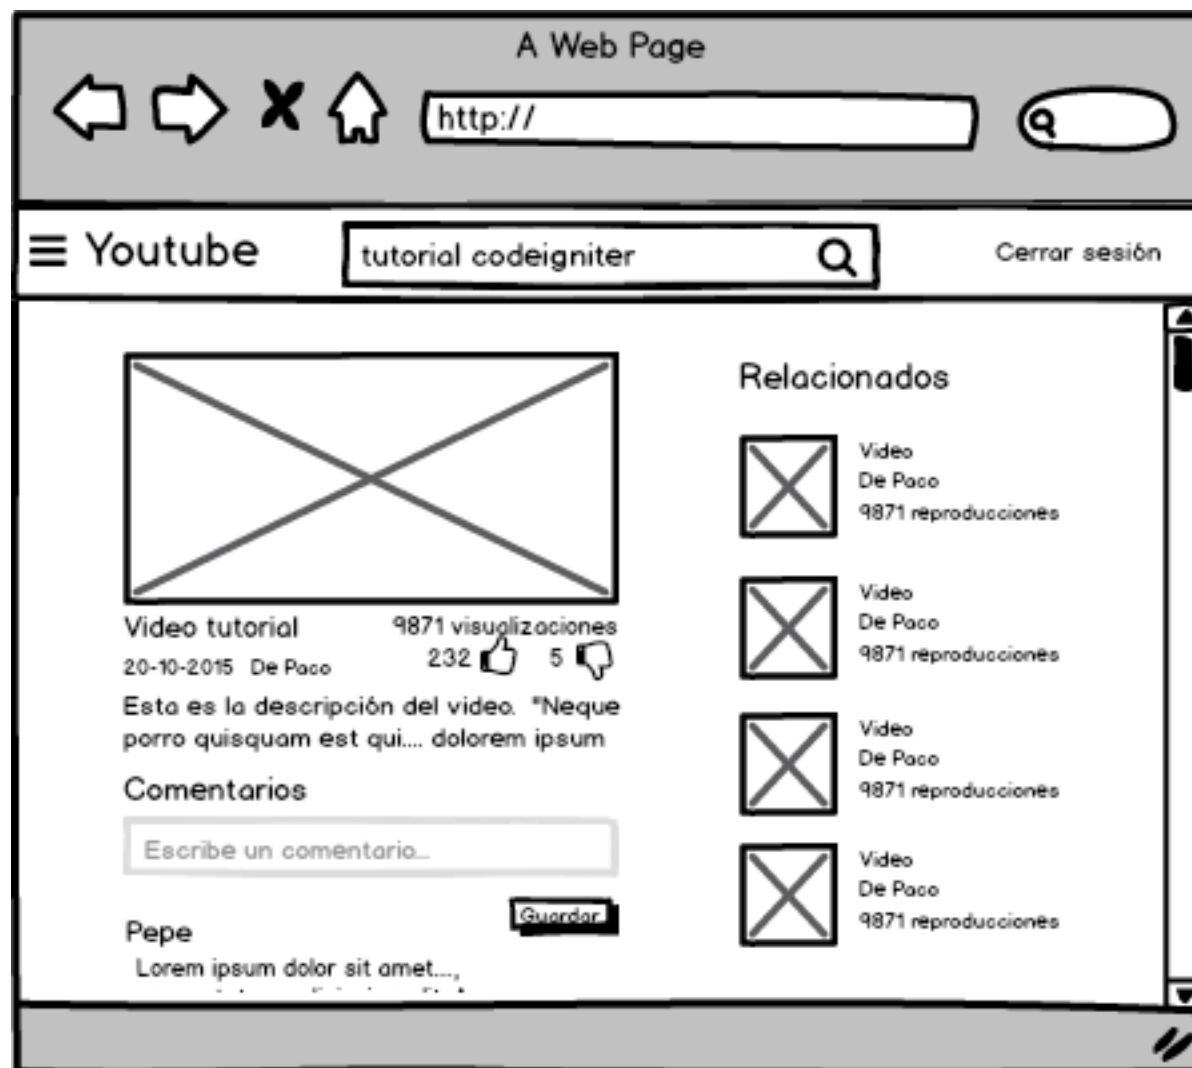 A Web Page
http://
Youtube
tutorial codeigniter
Cerrar sesión
Video tutorial
9871 visualizaciones
20-10-2015 De Paco
232
5
Esta es la descripción del video. "Neque
porro quisquam est qui.... dolorem ipsum
Comentarios
Escribe un comentario...
Guardar
Pepe
Lorem ipsum dolor sit amet...,
Relacionados
Video
De Paco
9871 reproducciones
Video
De Paco
9871 reproducciones
Video
De Paco
9871 reproducciones
Video
De Paco
9871 reproducciones